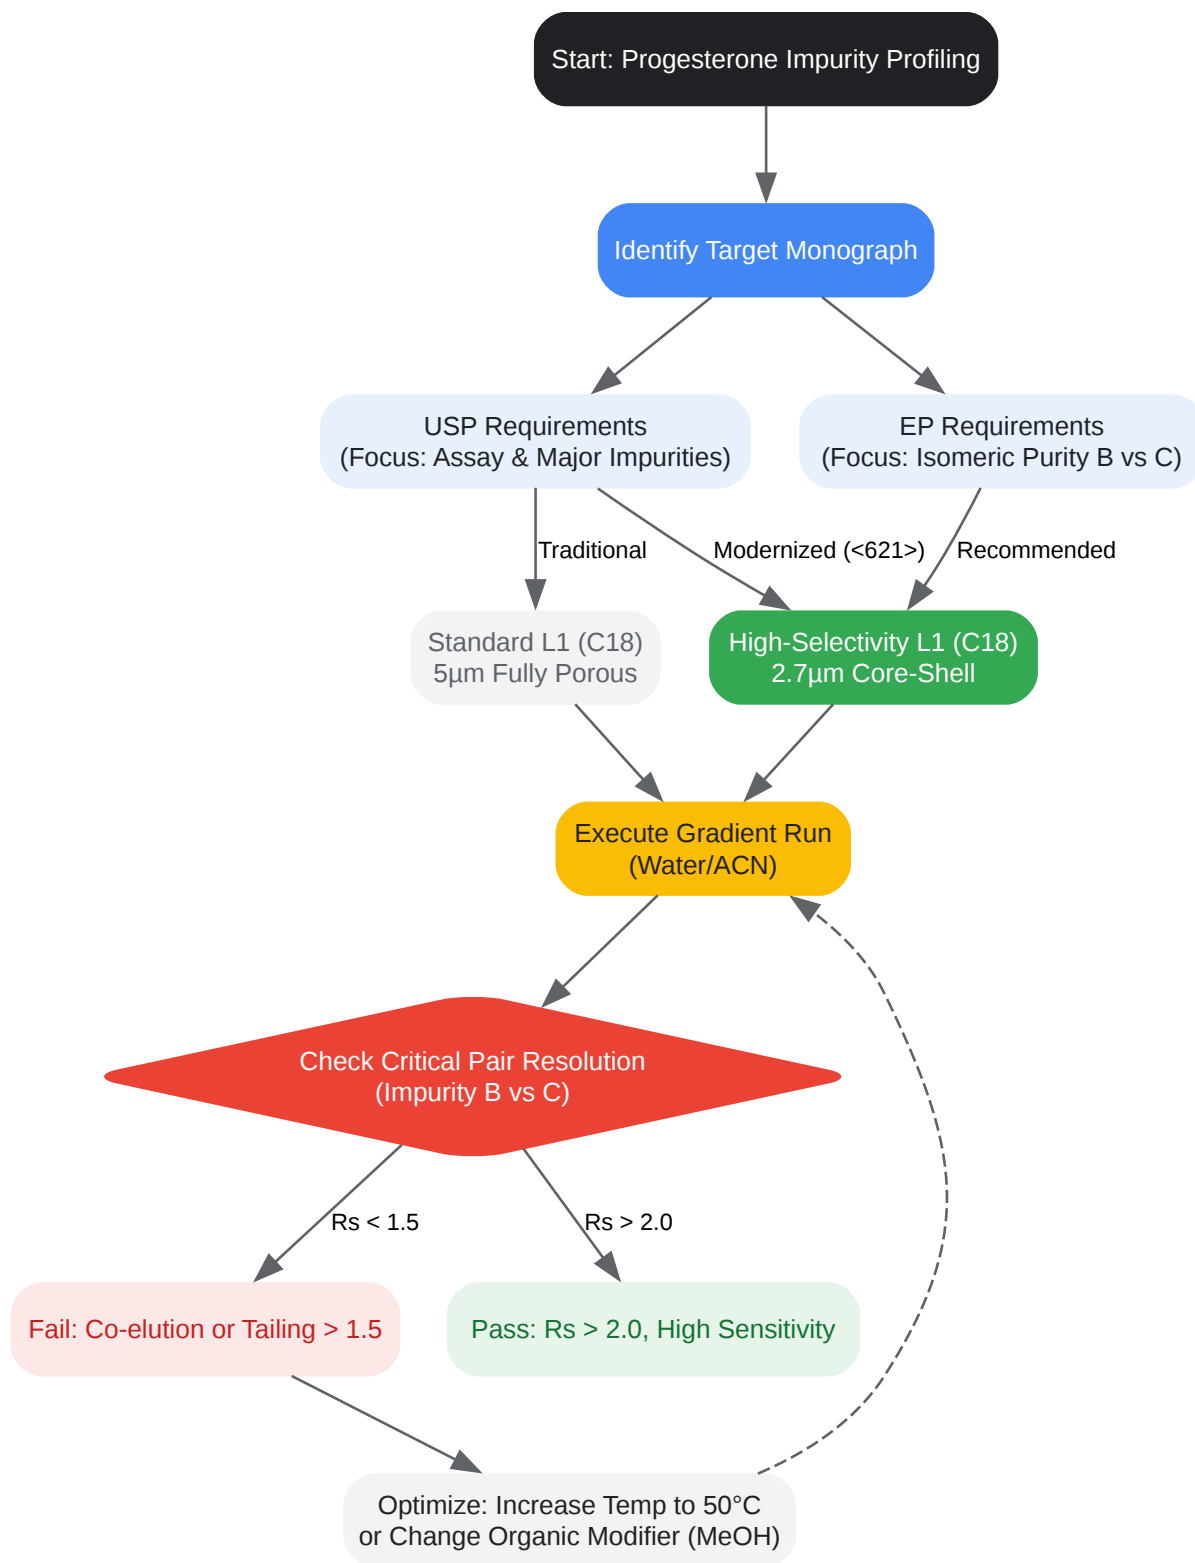 Start: Progesterone Impurity Profiling
Identify Target Monograph
USP Requirements
(Focus: Assay & Major Impurities)
EP Requirements
(Focus: Isomeric Purity B vs C)
Traditional
Modernized (<621>)
Recommended
Standard L1 (C18)
5µm Fully Porous
High-Selectivity L1 (C18)
2.7µm Core-Shell
Execute Gradient Run
(Water/ACN)
Check Critical Pair Resolution
(Impurity B vs C)
Rs < 1.5
Rs > 2.0
Fail: Co-elution or Tailing > 1.5
Pass: Rs > 2.0, High Sensitivity
Optimize: Increase Temp to 50°C
or Change Organic Modifier (MeOH)